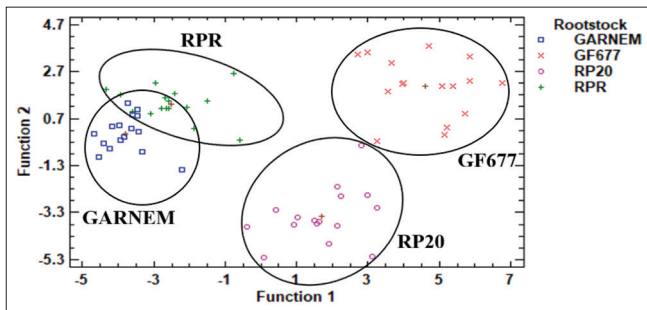 Rootstock
GARNEM
GF677
RP20
RPR
Function 2
4.7
2.7
0.7
-1.3
-3.3
-5.3
RPR
GF677
GARNEM
RP20
-5 -3 -1 1 3 5 7
Function 1